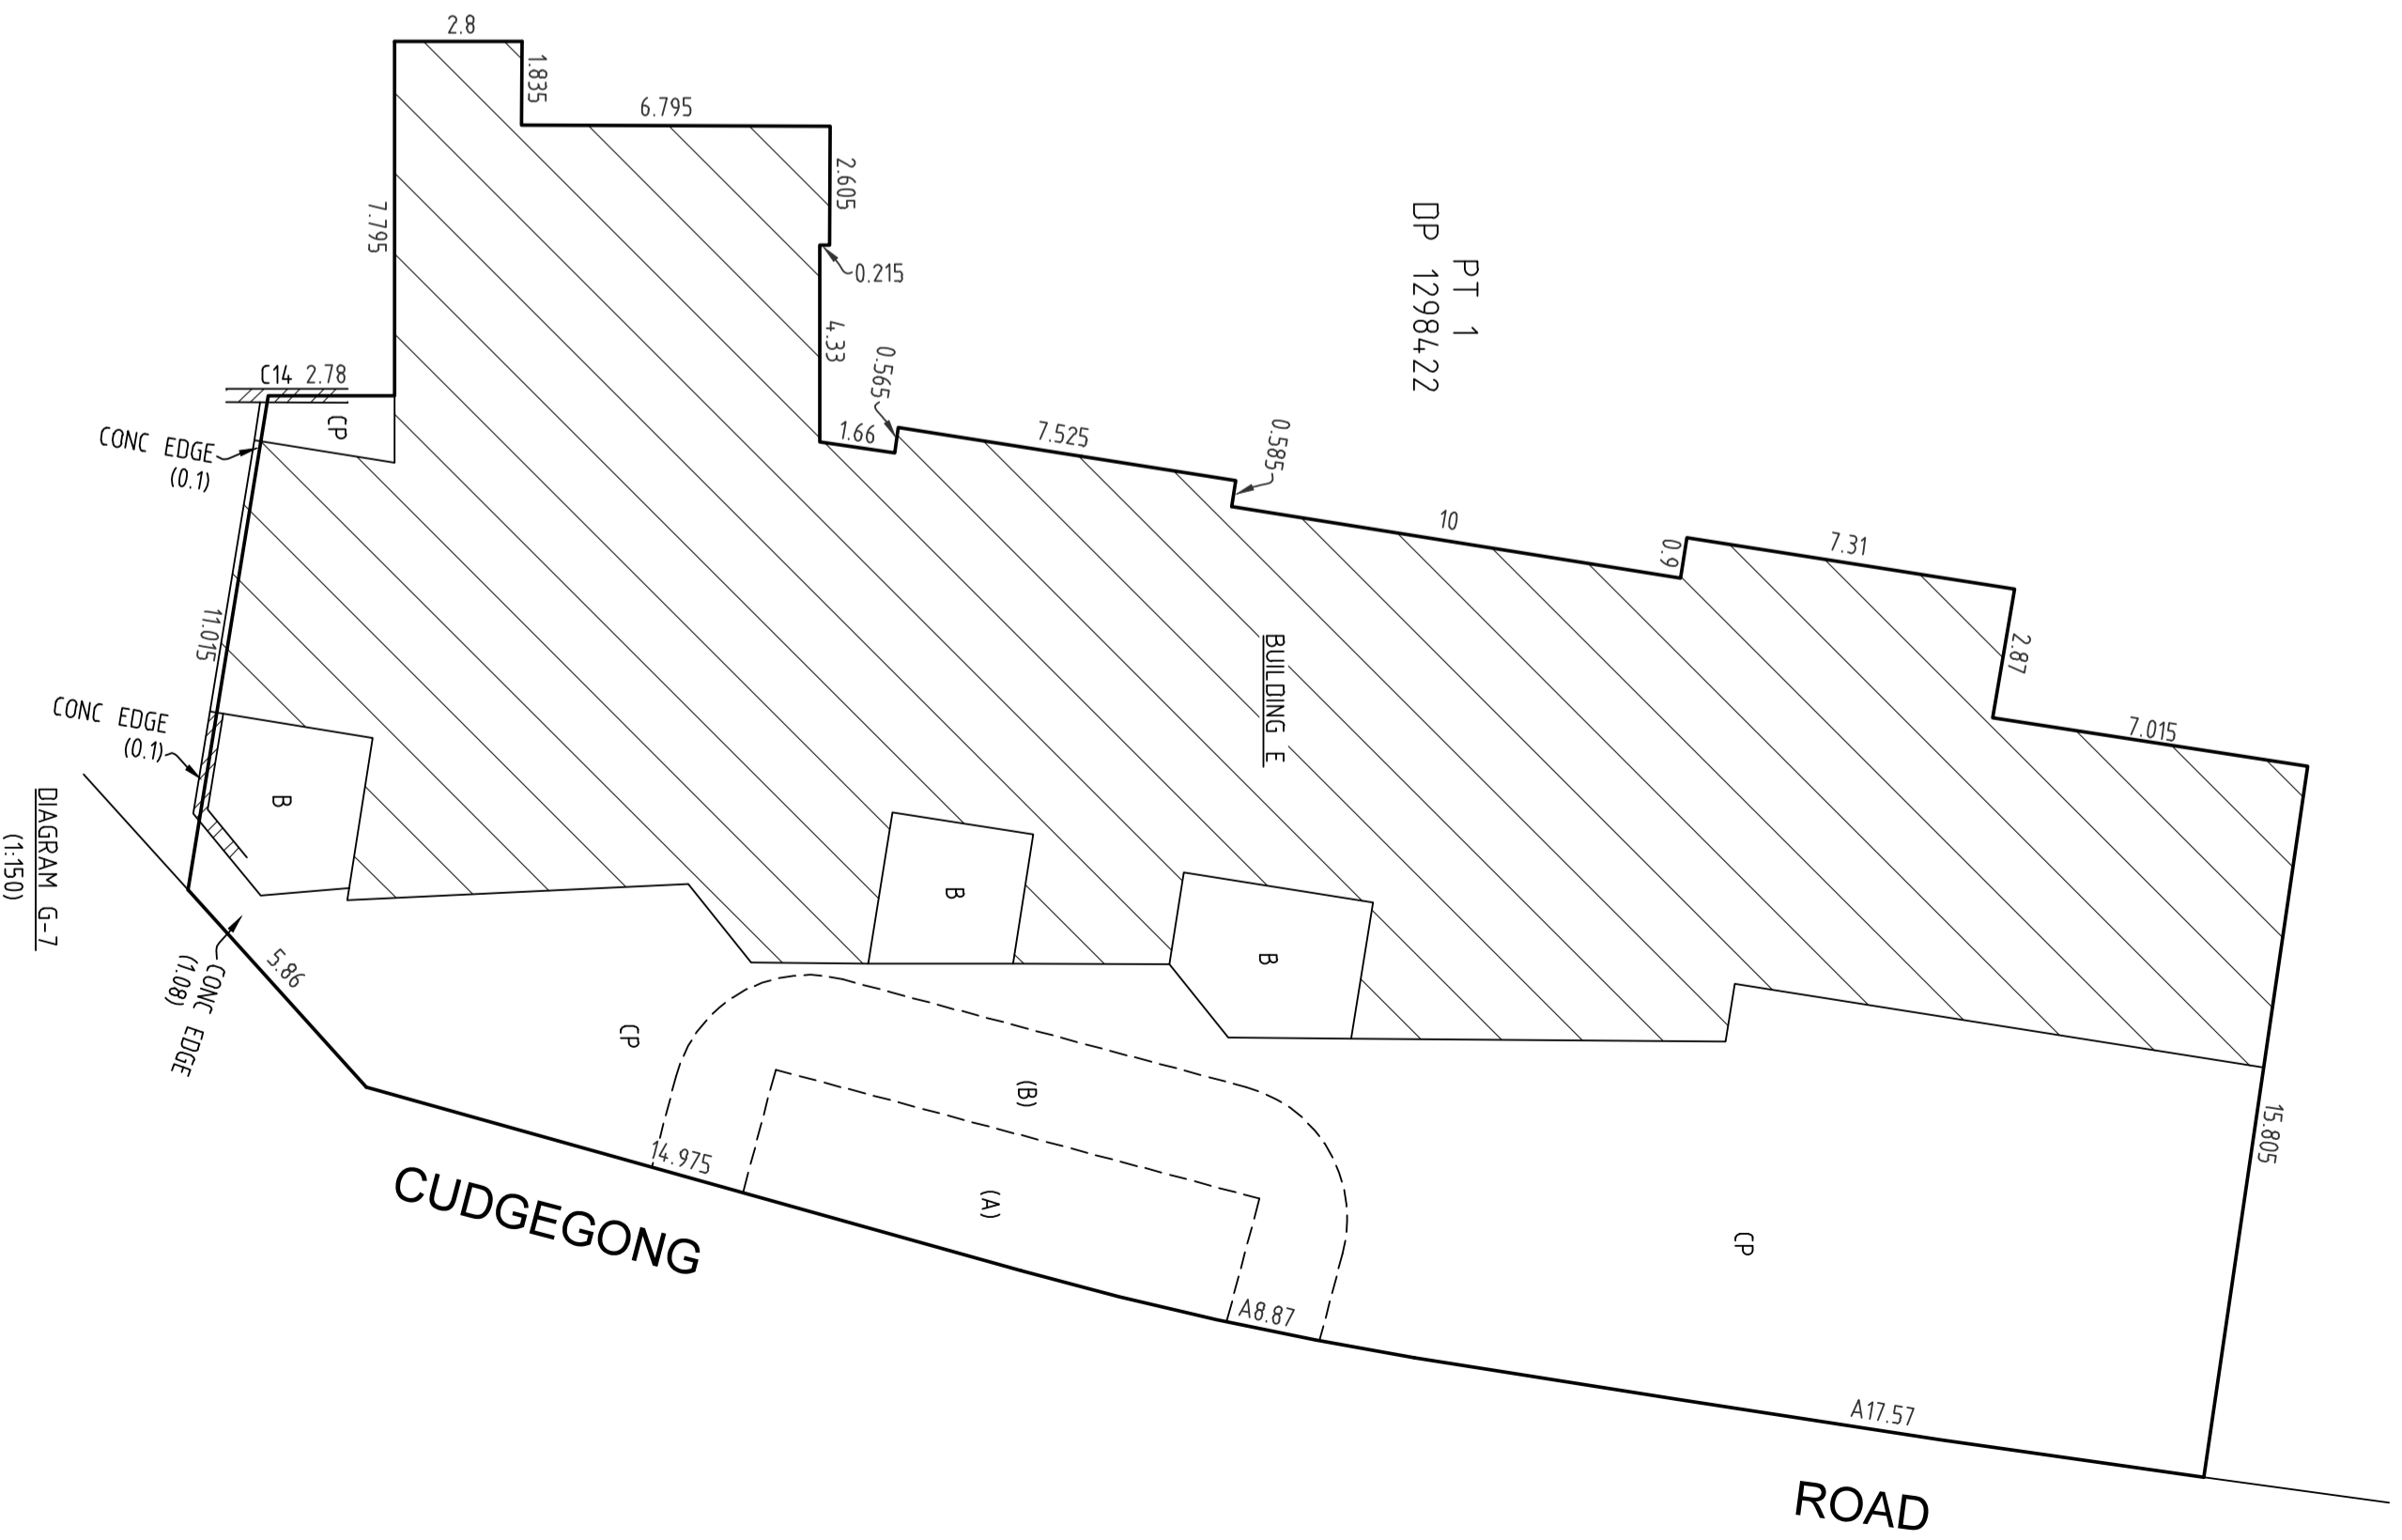 2.8
1.835
6.795
2.605
0.215
4.33
0.565
1.66
7.525
0.585
10
0.9
7.31
2.87
7.015
15.805
PT 1
DP 1298422
7.795
C14 2.78
CP
CONC EDGE
(0.1)
11.015
CONC EDGE
(0.1)
BUILDING E
B
B
B
5.86
CONC EDGE
(1.08)
CP
(B)
(A)
CP
14.975
A8.87
A17.57
CUDGEGONG
ROAD
DIAGRAM G-7
(1:150)